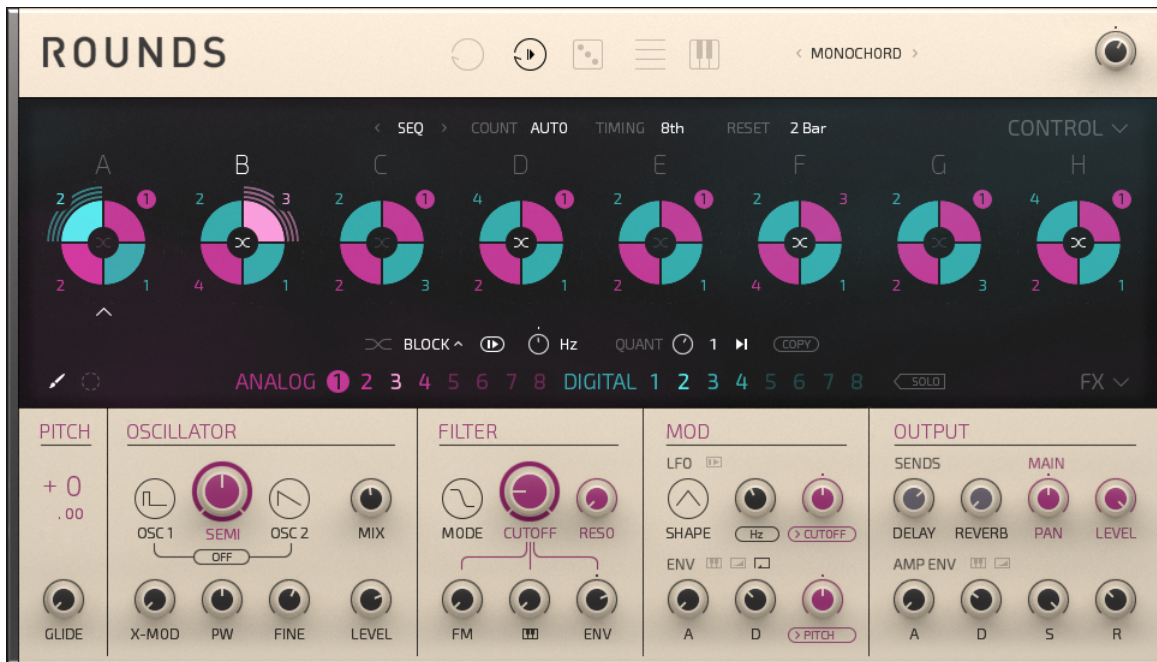 ROUNDS
‹ MONOCHORD ›
‹ SEQ › COUNT AUTO TIMING 8th RESET 2 Bar CONTROL
A B C D E F G H
2 1 2 3 2 1 4 1 2 1 2 3 2 1 4 1
2 1 4 1 2 3 2 1 2 1 4 1 2 3 2 1
BLOCK Hz QUANT 1 COPY
ANALOG 1 2 3 4 5 6 7 8 DIGITAL 1 2 3 4 5 6 7 8 SOLO FX
PITCH OSCILLATOR FILTER MOD OUTPUT
LFO SENDS MAIN
+ 0
.00
OSC 1 SEMI OSC 2 MIX MODE CUTOFF RESO SHAPE Hz > CUTOFF DELAY REVERB PAN LEVEL
OFF
ENV AMP ENV
GLIDE X-MOD PW FINE LEVEL FM ENV A D > PITCH A D S R